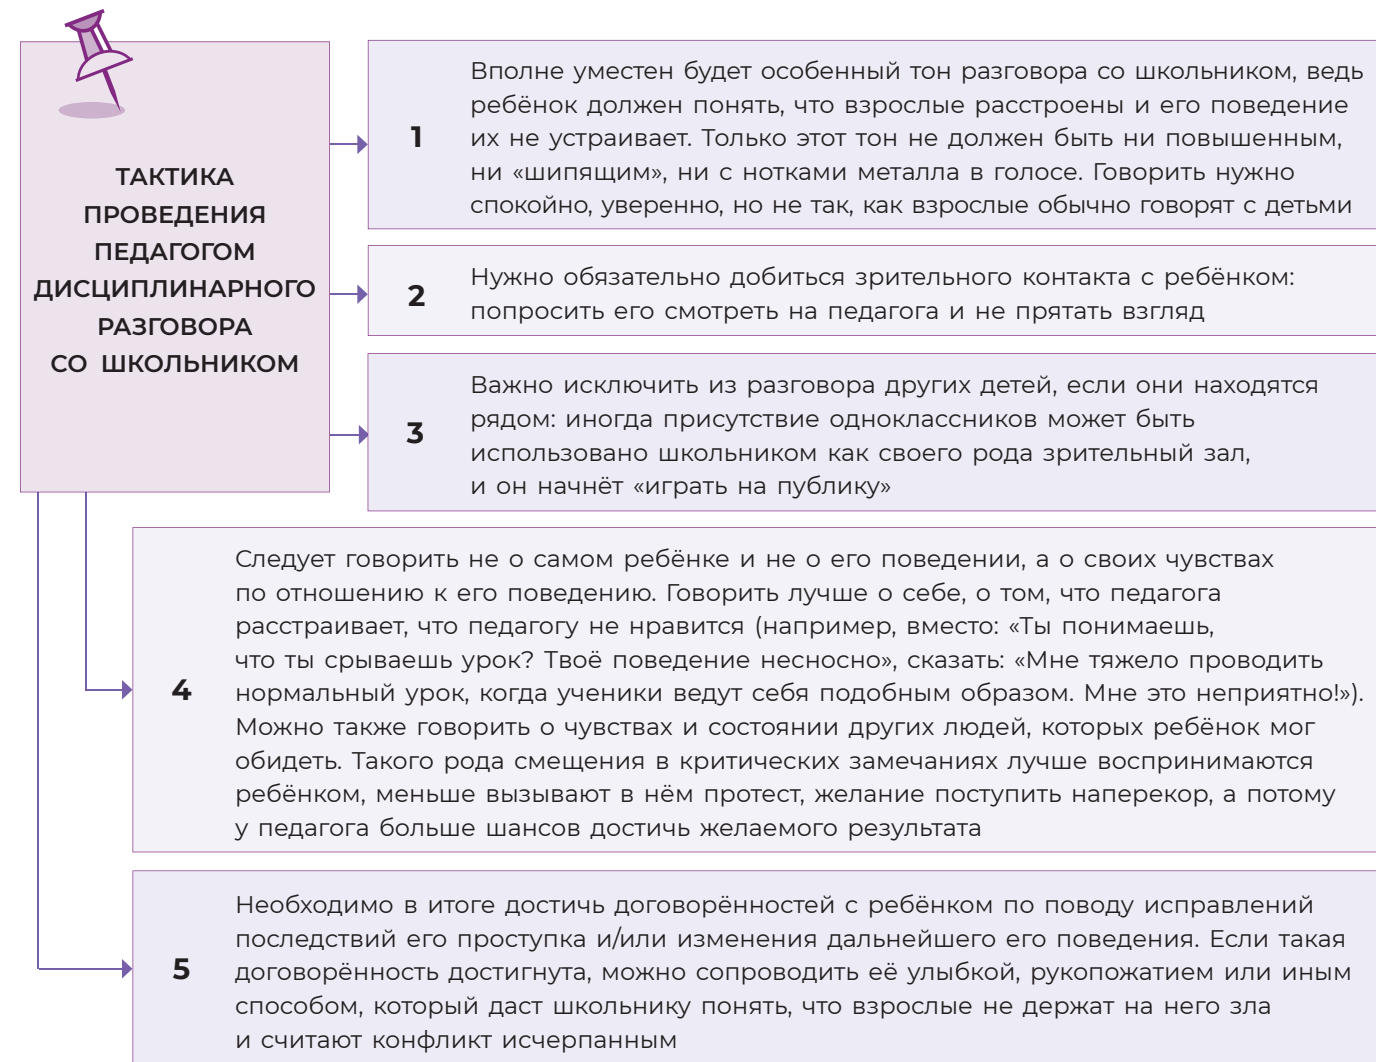 ТАКТИКА
ПРОВЕДЕНИЯ
ПЕДАГОГОМ
ДИСЦИПЛИНАРНОГО
РАЗГОВОРА
СО ШКОЛЬНИКОМ
1
Вполне уместен будет особенный тон разговора со школьником, ведь
ребёнок должен понять, что взрослые расстроены и его поведение
их не устраивает. Только этот тон не должен быть ни повышенным,
ни «шипящим», ни с нотками металла в голосе. Говорить нужно
спокойно, уверенно, но не так, как взрослые обычно говорят с детьми
2
Нужно обязательно добиться зрительного контакта с ребёнком:
попросить его смотреть на педагога и не прятать взгляд
3
Важно исключить из разговора других детей, если они находятся
рядом: иногда присутствие одноклассников может быть
использовано школьником как своего рода зрительный зал,
и он начнёт «играть на публику»
4
Следует говорить не о самом ребёнке и не о его поведении, а о своих чувствах
по отношению к его поведению. Говорить лучше о себе, о том, что педагога
расстраивает, что педагогу не нравится (например, вместо: «Ты понимаешь,
что ты срываешь урок? Твоё поведение несносно», сказать: «Мне тяжело проводить
нормальный урок, когда ученики ведут себя подобным образом. Мне это неприятно!»).
Можно также говорить о чувствах и состоянии других людей, которых ребёнок мог
обидеть. Такого рода смещения в критических замечаниях лучше воспринимаются
ребёнком, меньше вызывают в нём протест, желание поступить наперекор, а потому
у педагога больше шансов достичь желаемого результата
5
Необходимо в итоге достичь договорённостей с ребёнком по поводу исправлений
последствий его проступка и/или изменения дальнейшего его поведения. Если такая
договорённость достигнута, можно сопроводить её улыбкой, рукопожатием или иным
способом, который даст школьнику понять, что взрослые не держат на него зла
и считают конфликт исчерпанным